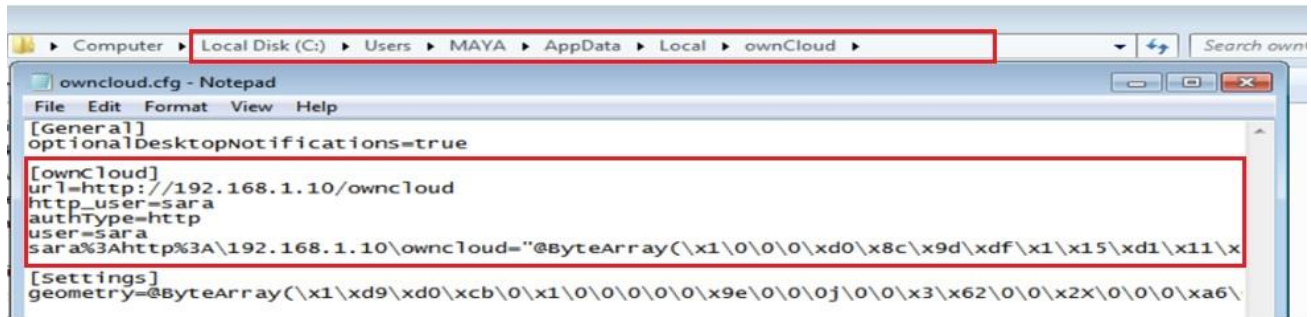 Computer Local Disk (C:) Users MAYA AppData Local ownCloud Search own
owncloud.cfg - Notepad
File Edit Format View Help
[General]
optionalDesktopNotifications=true
[ownCloud]
url=http://192.168.1.10/owncloud
http_user=sara
authType=http
user=sara
sara%3Ahttp%3A\192.168.1.10\owncloud="@ByteArray(\x1\0\0\0\xd0\x8c\x9d\xdf\x1\x15\xd1\x11\x
[Settings]
geometry=@ByteArray(\x1\xd9\xd0\xcb\0\x1\0\0\0\0\0\x9e\0\0\0j\0\0\x3\x62\0\0\x2X\0\0\0\xa6\